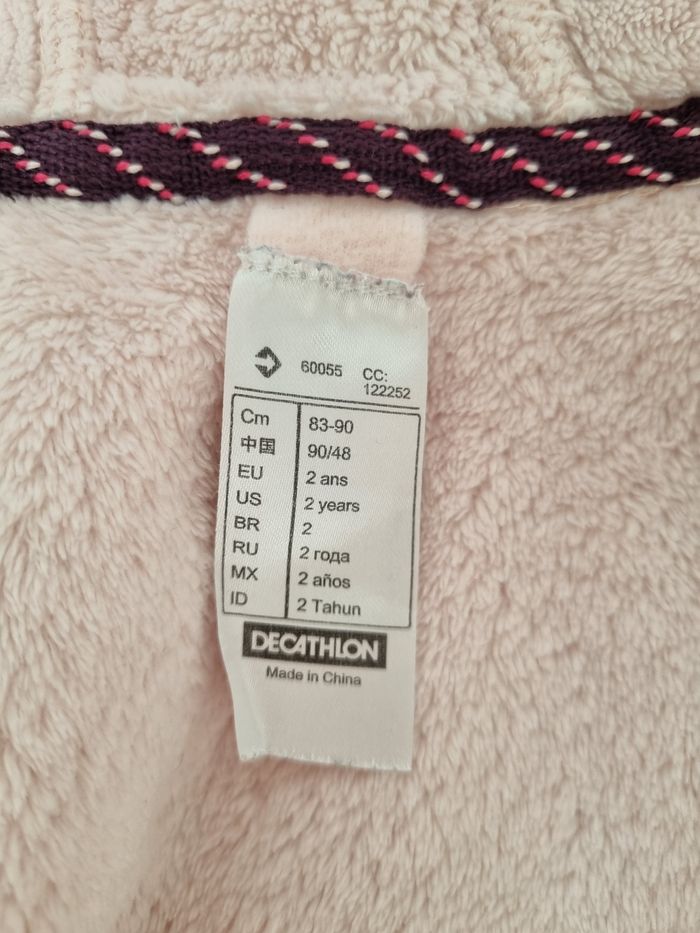 60055 CC:
122252
Cm 83-90
中国 90/48
EU 2 ans
US 2 years
BR 2
RU 2 года
MX 2 años
ID 2 Tahun
DECATHLON
Made in China